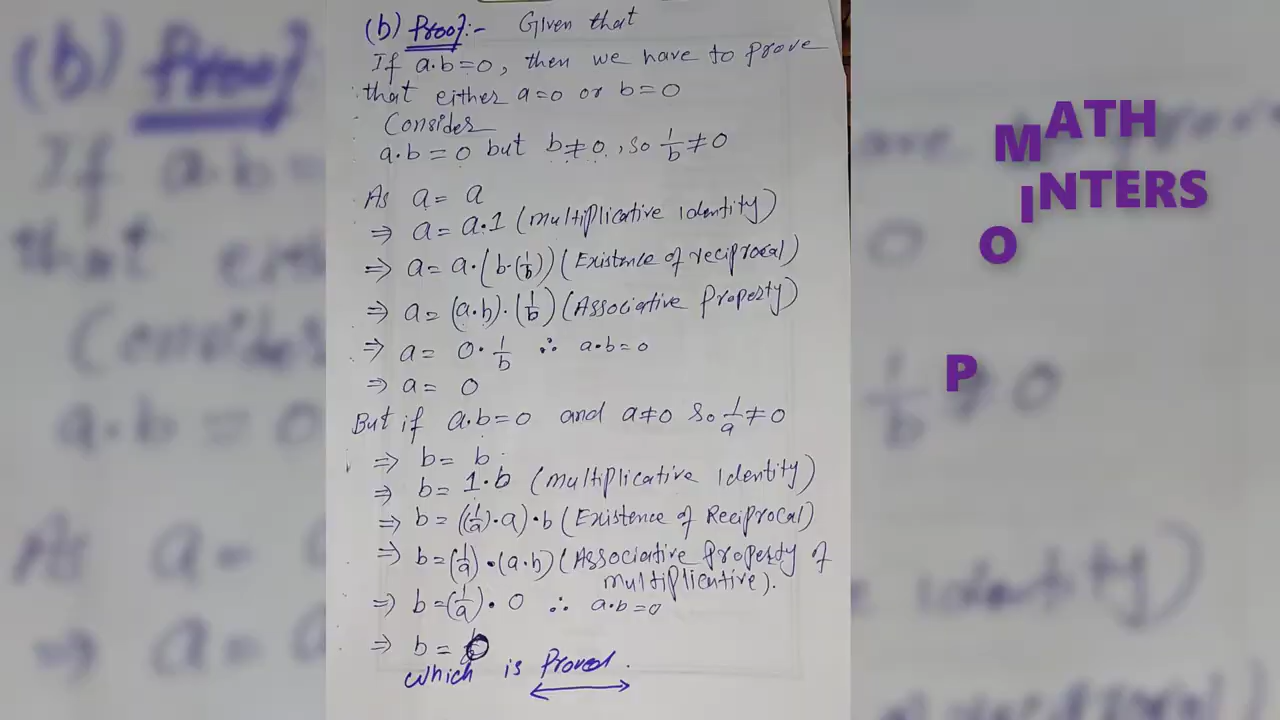 (b) Proof:- Given that
If a·b=0, then we have to prove
that either a=0 or b=0
Consider
a·b=0 but b≠0, so 1/b≠0
As a= a
⇒ a= a·1 (Multiplicative Identity)
⇒ a= a·(b·(1/b)) (Existence of reciprocal)
⇒ a= (a·b)·(1/b) (Associative Property)
⇒ a= 0·1/b ∴ a·b=0
⇒ a= 0
But if a·b=0 and a≠0 so 1/a≠0
⇒ b= b
⇒ b= 1·b (Multiplicative Identity)
⇒ b=((1/a)·a)·b (Existence of Reciprocal)
⇒ b=(1/a)·(a·b) (Associative Property of
multiplicative).
⇒ b=(1/a)·0 ∴ a·b=0
⇒ b= 0
which is Proved.
MATH
POINTERS